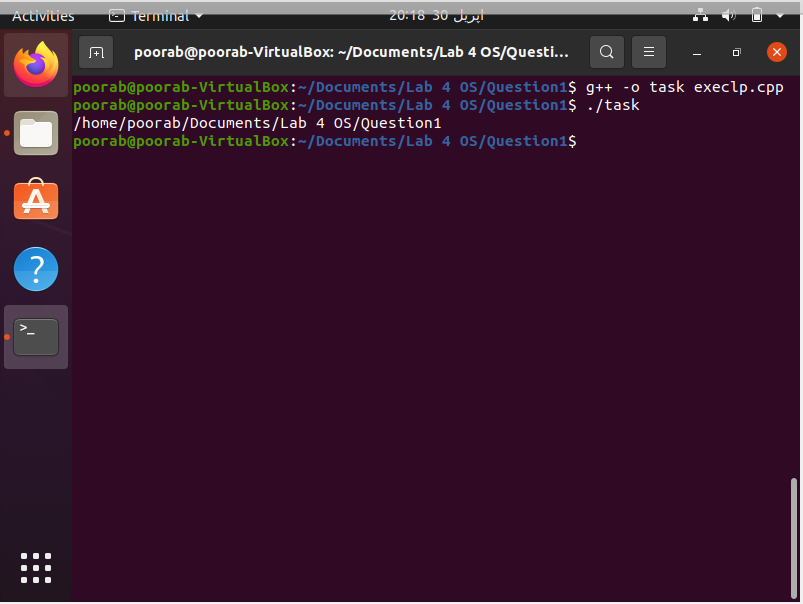 Activities Terminal 20:18 30 اپریل
poorab@poorab-VirtualBox: ~/Documents/Lab 4 OS/Questi...
poorab@poorab-VirtualBox:~/Documents/Lab 4 OS/Question1$ g++ -o task execlp.cpp
poorab@poorab-VirtualBox:~/Documents/Lab 4 OS/Question1$ ./task
/home/poorab/Documents/Lab 4 OS/Question1
poorab@poorab-VirtualBox:~/Documents/Lab 4 OS/Question1$